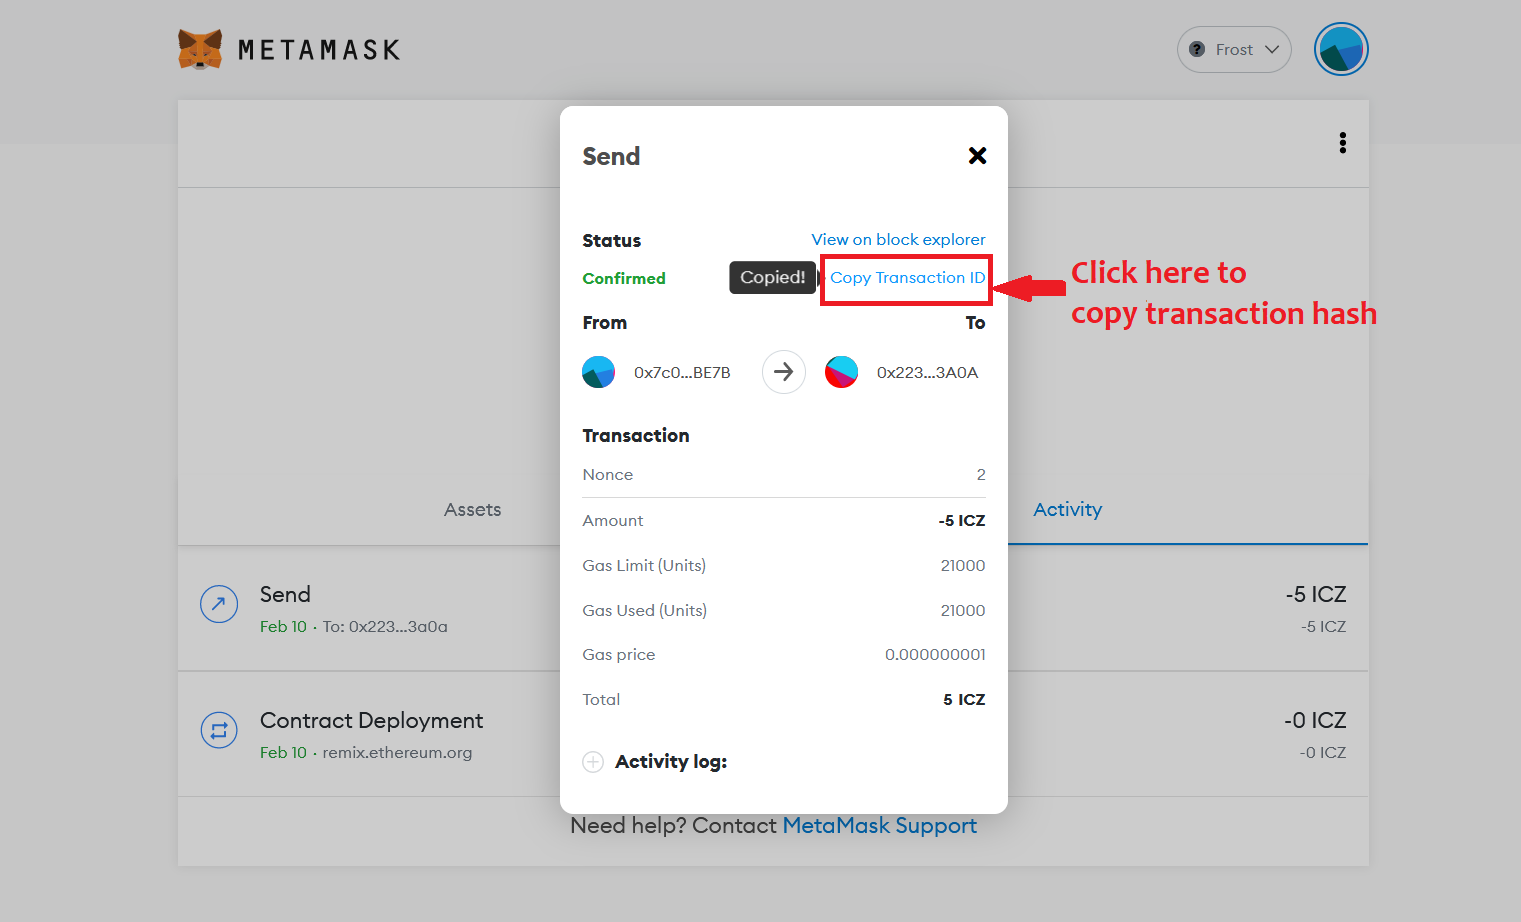 METAMASK
? Frost
Send
Status
View on block explorer
Confirmed
Copied!
Copy Transaction ID
Click here to
copy transaction hash
From
To
0x7c0...BE7B
0x223...3A0A
Transaction
Nonce
2
Assets
Activity
Amount
-5 ICZ
Gas Limit (Units)
21000
Gas Used (Units)
21000
Gas price
0.000000001
Total
5 ICZ
Activity log:
Send
-5 ICZ
Feb 10 · To: 0x223...3a0a
-5 ICZ
Contract Deployment
-0 ICZ
Feb 10 · remix.ethereum.org
-0 ICZ
Need help? Contact MetaMask Support